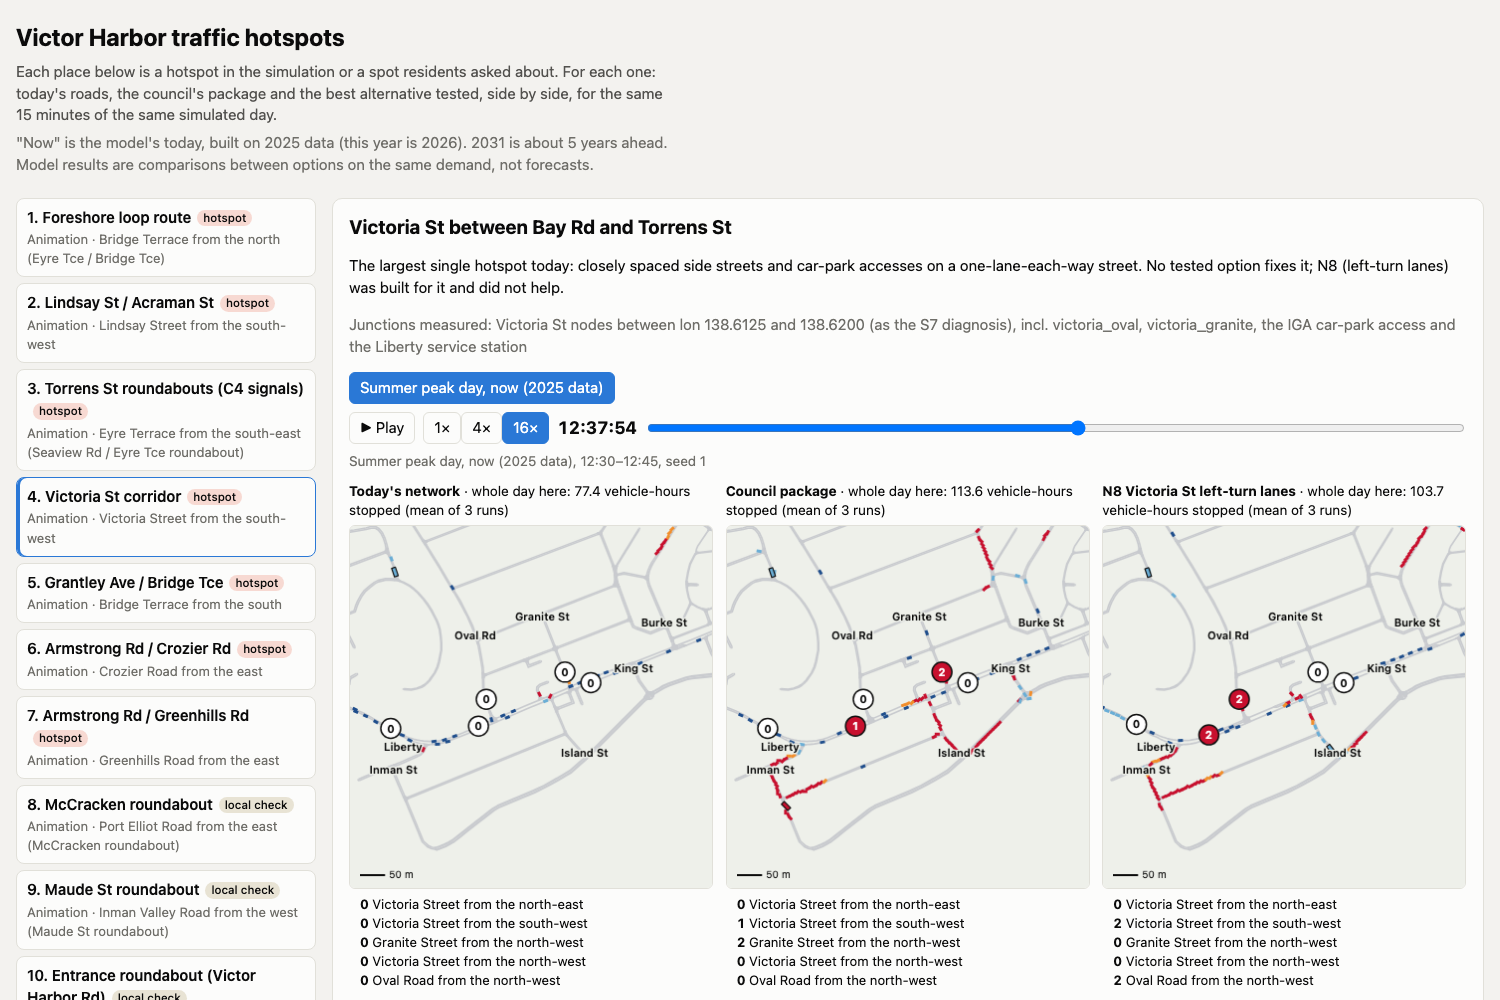 Victor Harbor traffic hotspots
Each place below is a hotspot in the simulation or a spot residents asked about. For each one:
today's roads, the council's package and the best alternative tested, side by side, for the same
15 minutes of the same simulated day.
"Now" is the model's today, built on 2025 data (this year is 2026). 2031 is about 5 years ahead.
Model results are comparisons between options on the same demand, not forecasts.
1. Foreshore loop route hotspot
Animation · Bridge Terrace from the north
(Eyre Tce / Bridge Tce)
2. Lindsay St / Acraman St hotspot
Animation · Lindsay Street from the south-
west
3. Torrens St roundabouts (C4 signals)
hotspot
Animation · Eyre Terrace from the south-east
(Seaview Rd / Eyre Tce roundabout)
4. Victoria St corridor hotspot
Animation · Victoria Street from the south-
west
5. Grantley Ave / Bridge Tce hotspot
Animation · Bridge Terrace from the south
6. Armstrong Rd / Crozier Rd hotspot
Animation · Crozier Road from the east
7. Armstrong Rd / Greenhills Rd
hotspot
Animation · Greenhills Road from the east
8. McCracken roundabout local check
Animation · Port Elliot Road from the east
(McCracken roundabout)
9. Maude St roundabout local check
Animation · Inman Valley Road from the west
(Maude St roundabout)
10. Entrance roundabout (Victor
Harbor Rd) local check
Victoria St between Bay Rd and Torrens St
The largest single hotspot today: closely spaced side streets and car-park accesses on a one-lane-each-way street. No tested option fixes it; N8 (left-turn lanes)
was built for it and did not help.
Junctions measured: Victoria St nodes between lon 138.6125 and 138.6200 (as the S7 diagnosis), incl. victoria_oval, victoria_granite, the IGA car-park access and
the Liberty service station
Summer peak day, now (2025 data)
▶ Play 1× 4× 16× 12:37:54
Summer peak day, now (2025 data), 12:30–12:45, seed 1
Today's network · whole day here: 77.4 vehicle-hours
stopped (mean of 3 runs)
Granite St
Burke St
Oval Rd
King St
0
0
0
0
0
Liberty
Island St
Inman St
50 m
0 Victoria Street from the north-east
0 Victoria Street from the south-west
0 Granite Street from the north-west
0 Victoria Street from the north-west
0 Oval Road from the north-west
Council package · whole day here: 113.6 vehicle-hours
stopped (mean of 3 runs)
Granite St
Burke St
Oval Rd
King St
2
0
0
1
0
Liberty
Island St
Inman St
50 m
0 Victoria Street from the north-east
1 Victoria Street from the south-west
2 Granite Street from the north-west
0 Victoria Street from the north-west
0 Oval Road from the north-west
N8 Victoria St left-turn lanes · whole day here: 103.7
vehicle-hours stopped (mean of 3 runs)
Granite St
Burke St
Oval Rd
King St
0
0
2
0
2
Liberty
Island St
Inman St
50 m
0 Victoria Street from the north-east
2 Victoria Street from the south-west
0 Granite Street from the north-west
0 Victoria Street from the north-west
2 Oval Road from the north-west